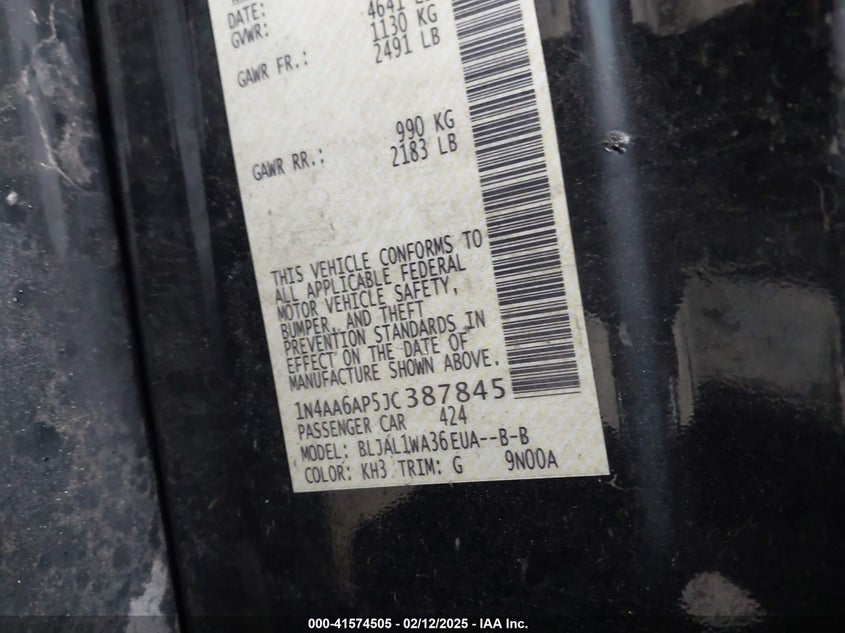 DATE: 4641
GVWR: 1130 KG
2491 LB
GAWR FR.:
990 KG
GAWR RR.: 2183 LB
THIS VEHICLE CONFORMS TO
ALL APPLICABLE FEDERAL
MOTOR VEHICLE SAFETY,
BUMPER, AND THEFT
PREVENTION STANDARDS IN
EFFECT ON THE DATE OF
MANUFACTURE SHOWN ABOVE.
1N4AA6AP5JC387845
PASSENGER CAR 424
MODEL: BLJAL1WA36EUA--B-B
COLOR: KH3 TRIM: G 9N00A
000-41574505 - 02/12/2025 - IAA Inc.